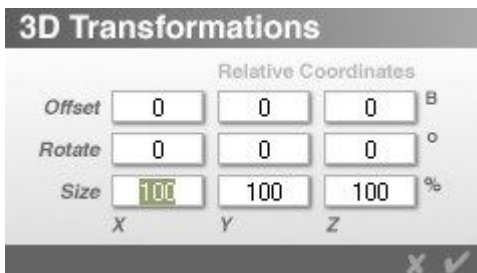 3D Transformations
Relative Coordinates
Offset 0 0 0 B
Rotate 0 0 0 °
Size 100 100 100 %
X Y Z